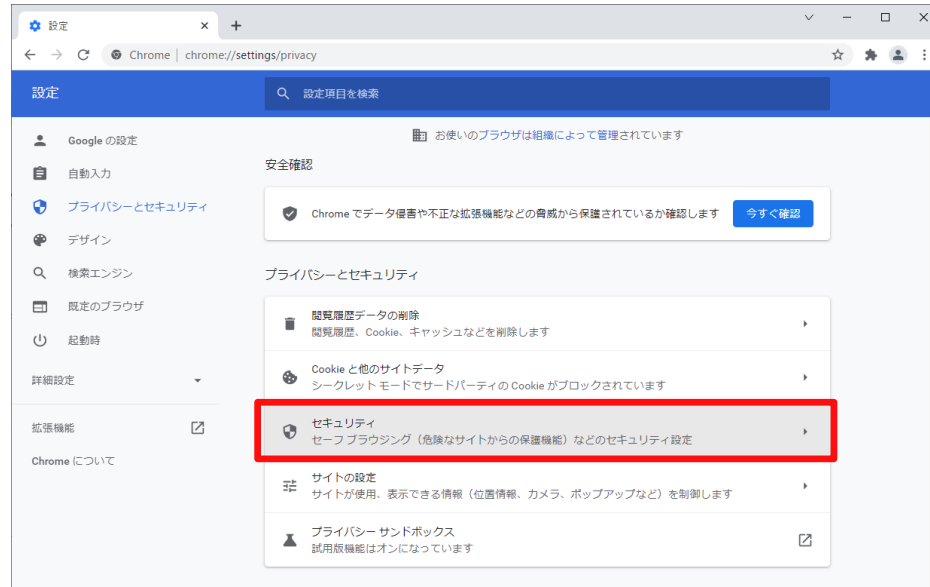 設定
Chrome | chrome://settings/privacy
設定
設定項目を検索
お使いのブラウザは組織によって管理されています
Google の設定
自動入力
プライバシーとセキュリティ
デザイン
検索エンジン
既定のブラウザ
起動時
詳細設定
拡張機能
Chrome について
安全確認
Chrome でデータ侵害や不正な拡張機能などの脅威から保護されているか確認します
今すぐ確認
プライバシーとセキュリティ
閲覧履歴データの削除
閲覧履歴、Cookie、キャッシュなどを削除します
Cookie と他のサイトデータ
シークレット モードでサードパーティの Cookie がブロックされています
セキュリティ
セーフ ブラウジング（危険なサイトからの保護機能）などのセキュリティ設定
サイトの設定
サイトが使用、表示できる情報（位置情報、カメラ、ポップアップなど）を制御します
プライバシー サンドボックス
試用版機能はオンになっています